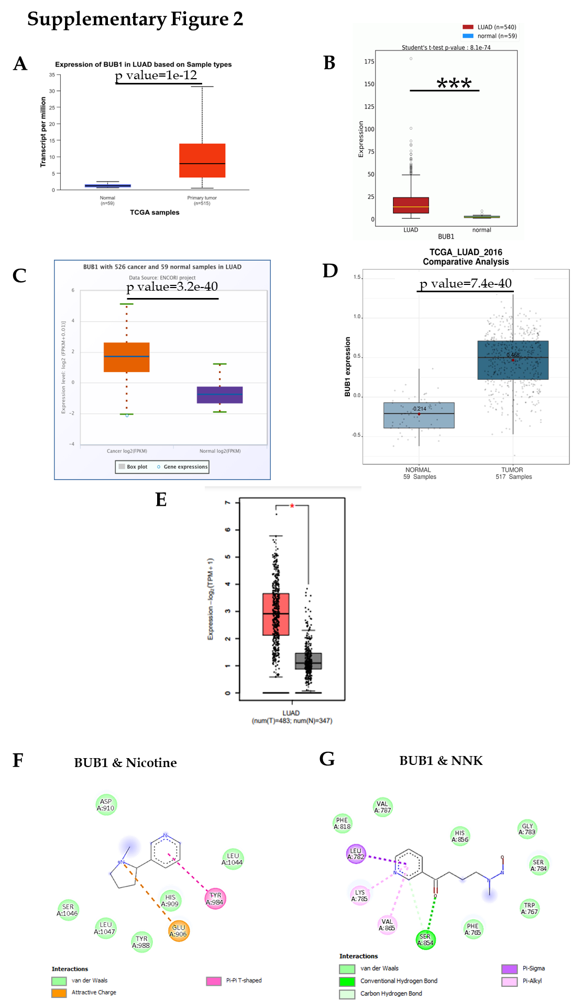 Supplementary Figure 2
A
Expression of BUB1 in LUAD based on Sample types
p value=1e-12
Transcript per million
35
30
25
20
15
10
5
0
Normal
(n=59)
Primary tumor
(n=515)
TCGA samples
B
LUAD (n=540)
normal (n=59)
Student's t-test p-value : 8.1e-74
***
Expression
175
150
125
100
75
50
25
0
LUAD
normal
BUB1
C
BUB1 with 526 cancer and 59 normal samples in LUAD
Data Source: ENCORI project
p value=3.2e-40
Expression level: log2 (FPKM+0.01)]
6
4
2
0
−2
−4
Cancer log2(FPKM)
Normal log2(FPKM)
Box plot
Gene expressions
D
TCGA_LUAD_2016
Comparative Analysis
p value=7.4e-40
BUB1 expression
1.5
1.0
0.5
0.0
-0.5
-0.214
0.468
NORMAL
59 Samples
TUMOR
517 Samples
E
*
Expression − log2(TPM + 1)
7
6
5
4
3
2
1
0
LUAD
(num(T)=483; num(N)=347)
F
BUB1 & Nicotine
ASP
A:910
N
LEU
A:1044
+N
HIS
A:909
TYR
A:984
SER
A:1046
LEU
A:1047
TYR
A:988
GLU
A:906
Interactions
van der Waals
Attractive Charge
Pi-Pi T-shaped
G
BUB1 & NNK
VAL
A:787
PHE
A:818
HIS
A:856
GLY
A:783
LEU
A:782
O
SER
A:784
N
N
N
LYS
A:785
O
TRP
A:767
VAL
A:865
PHE
A:765
SER
A:854
Interactions
van der Waals
Conventional Hydrogen Bond
Carbon Hydrogen Bond
Pi-Sigma
Pi-Alkyl